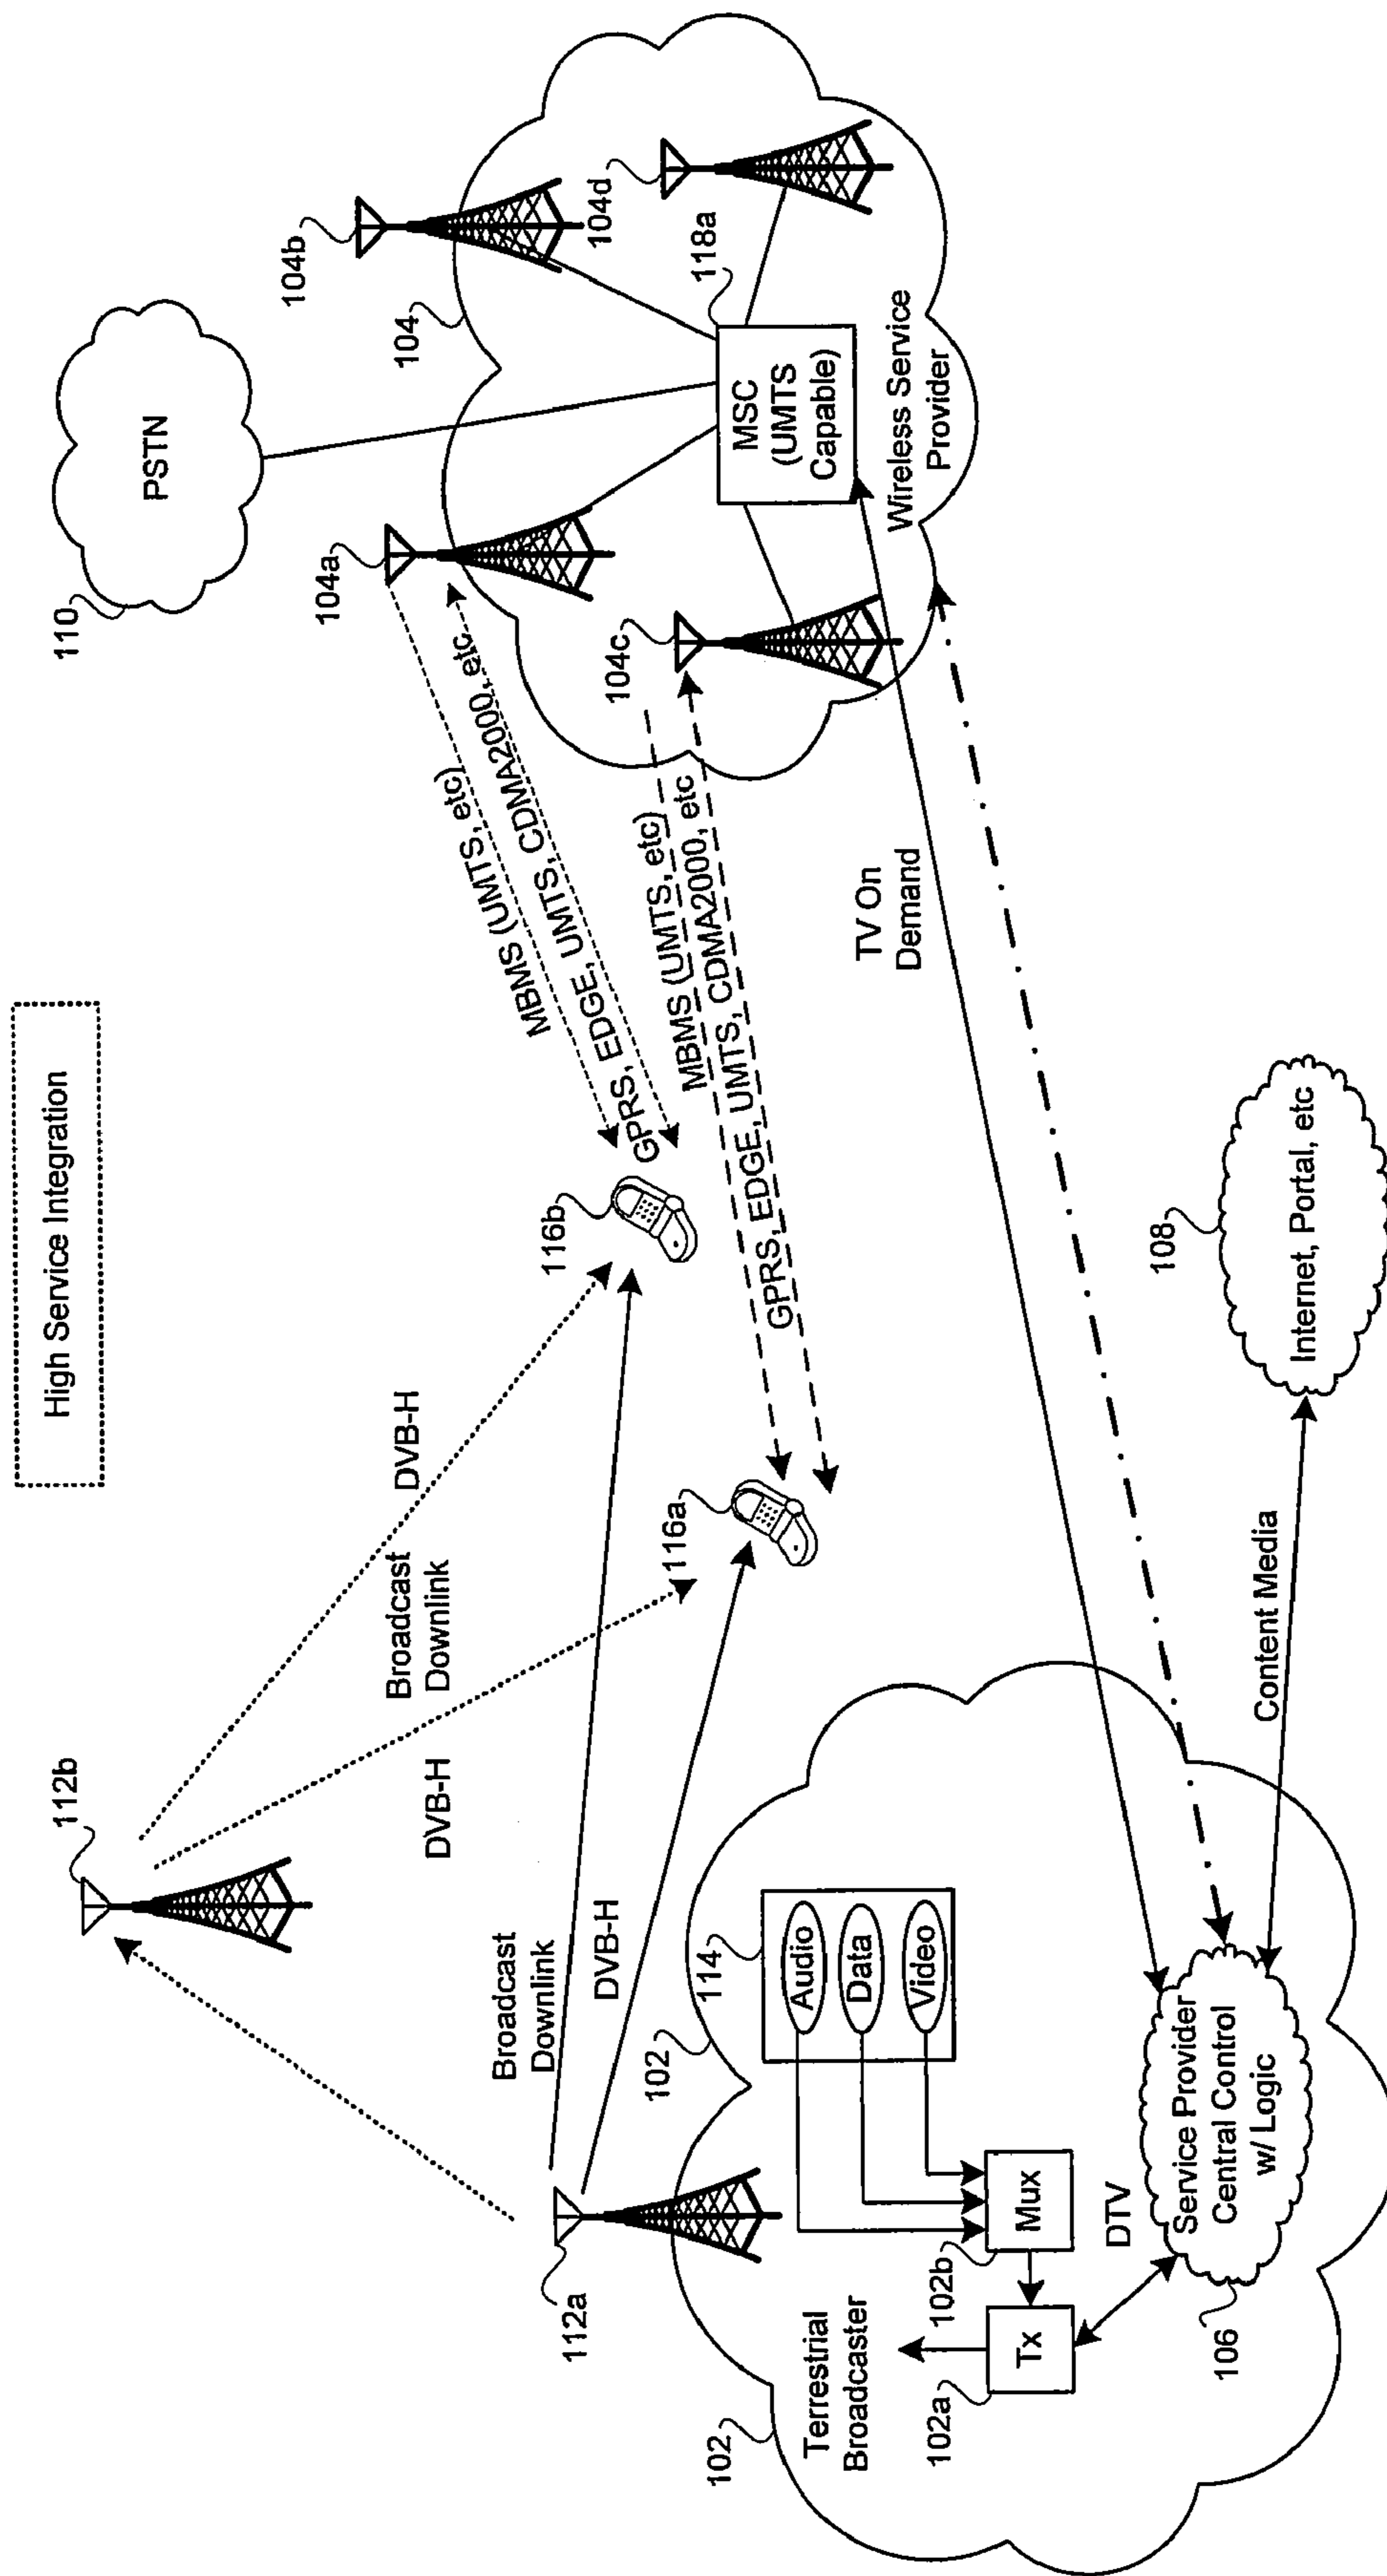 High Service Integration
112b
DVB-H
Broadcast
Downlink
DVB-H
110
PSTN
104a
104b
104
104d
118a
MSC
(UMTS
Capable)
Wireless Service
Provider
104c
MBMS (UMTS, etc)
GPRS, EDGE, UMTS, CDMA2000, etc
MBMS (UMTS, etc)
GPRS, EDGE, UMTS, CDMA2000, etc
116b
116a
TV On
Demand
112a
Broadcast
Downlink
DVB-H
102
102
114
Audio
Data
Video
Terrestrial
Broadcaster
102a
Tx
102b
Mux
DTV
106
Service Provider
Central Control
w/ Logic
Content Media
108
Internet, Portal, etc